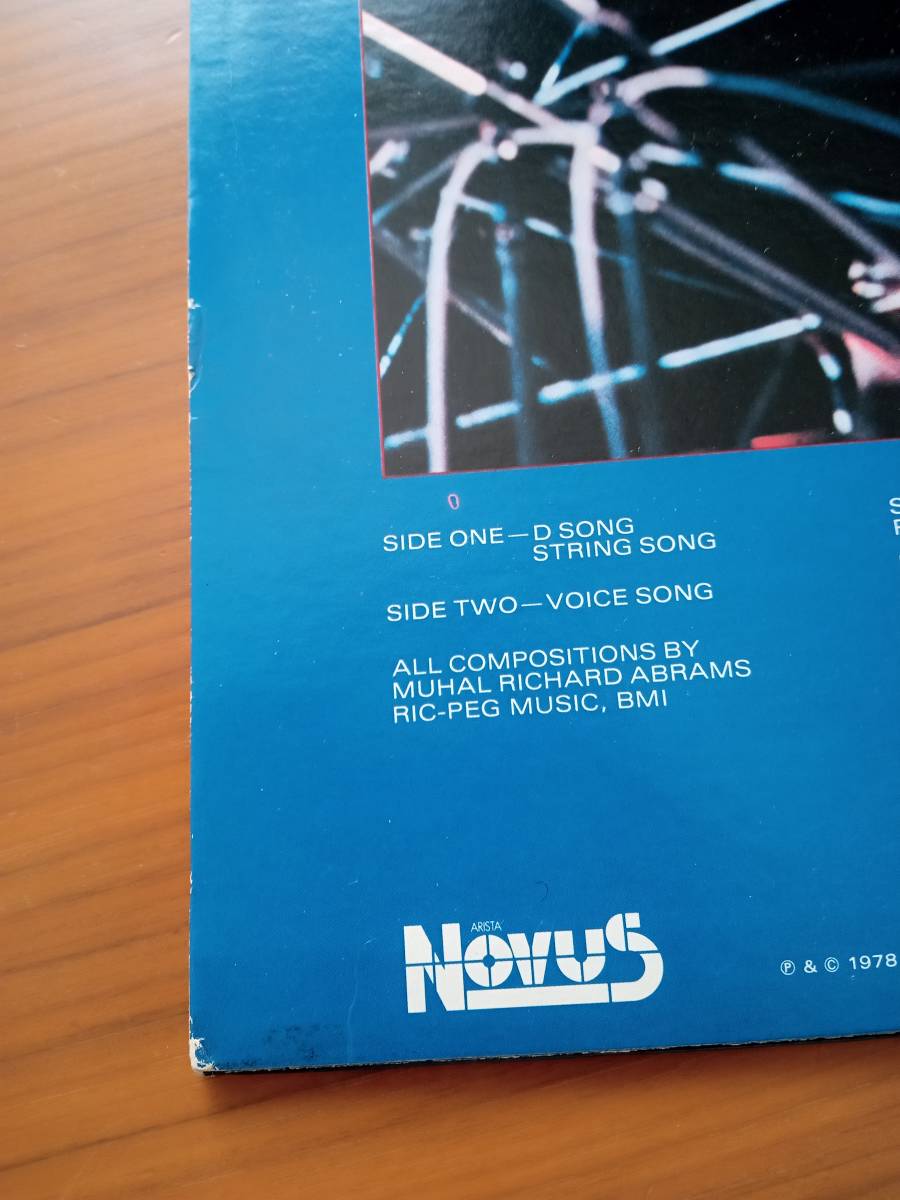 SIDE ONE—D SONG
STRING SONG
SIDE TWO—VOICE SONG
ALL COMPOSITIONS BY
MUHAL RICHARD ABRAMS
RIC-PEG MUSIC, BMI
ARISTA
NOVUS
℗ & © 1978